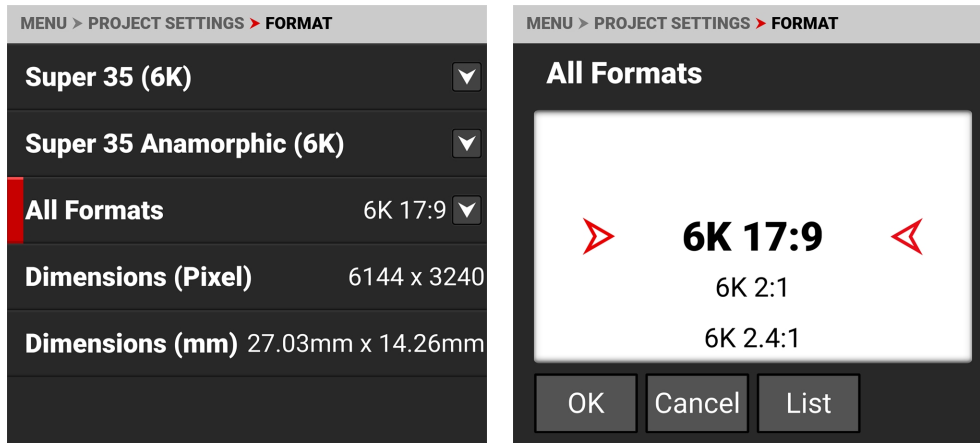 MENU > PROJECT SETTINGS > FORMAT
Super 35 (6K)
Super 35 Anamorphic (6K)
All Formats 6K 17:9
Dimensions (Pixel) 6144 x 3240
Dimensions (mm) 27.03mm x 14.26mm
MENU > PROJECT SETTINGS > FORMAT
All Formats
6K 17:9
6K 2:1
6K 2.4:1
OK Cancel List